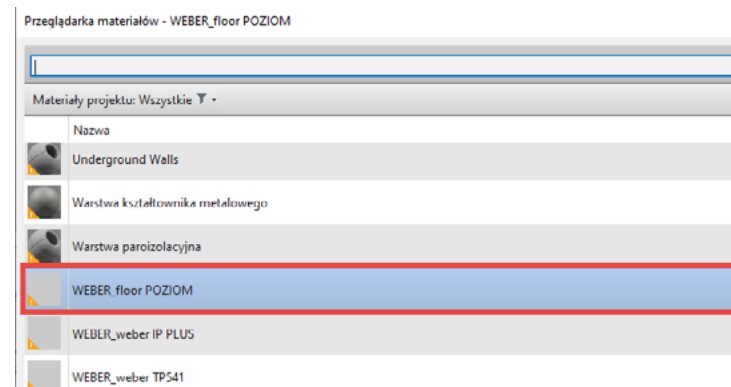 Przeglądarka materiałów - WEBER_floor POZIOM
Materiały projektu: Wszystkie
Nazwa
Underground Walls
Warstwa kształtownika metalowego
Warstwa paroizolacyjna
WEBER_floor POZIOM
WEBER_weber IP PLUS
WEBER_weber TP541